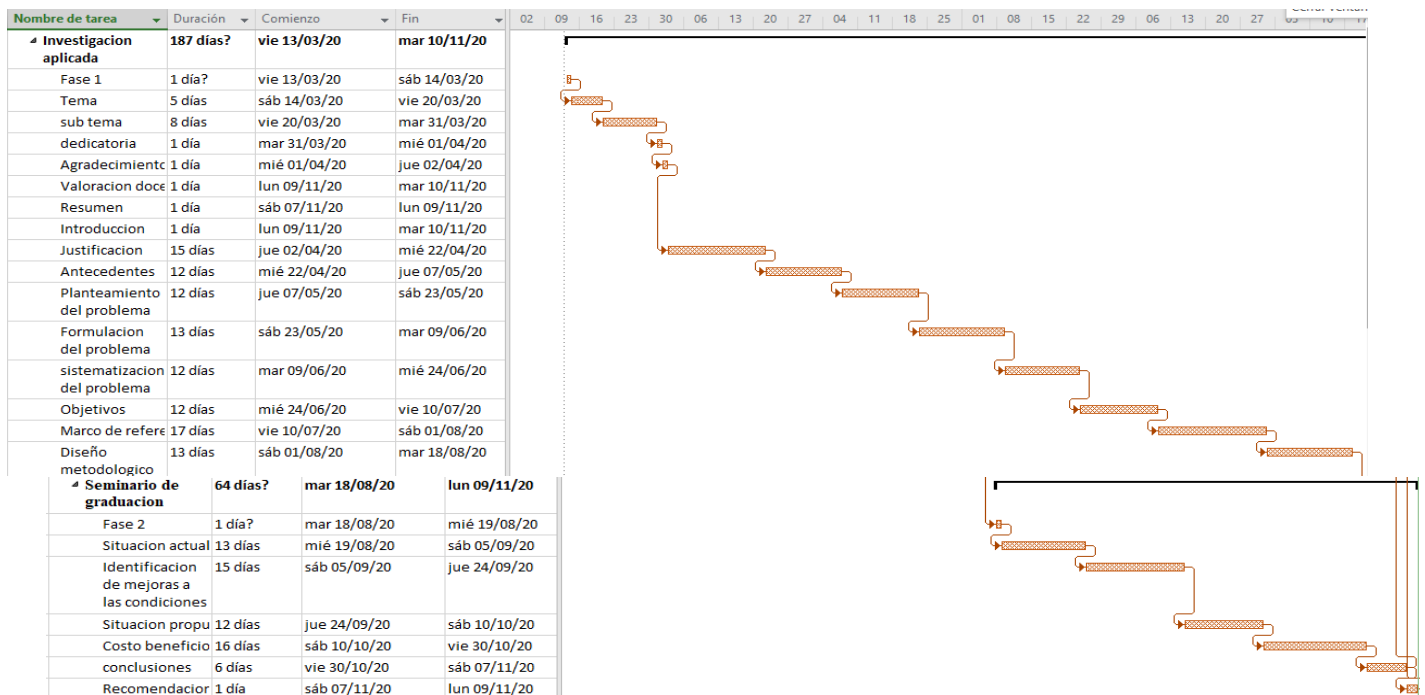 Nombre de tarea Duración Comienzo Fin 02 09 16 23 30 06 13 20 27 04 11 18 25 01 08 15 22 29 06 13 20 27
Investigacion aplicada 187 días? vie 13/03/20 mar 10/11/20
Fase 1 1 día? vie 13/03/20 sáb 14/03/20
Tema 5 días sáb 14/03/20 vie 20/03/20
sub tema 8 días vie 20/03/20 mar 31/03/20
dedicatoria 1 día mar 31/03/20 mié 01/04/20
Agradecimientc 1 día mié 01/04/20 jue 02/04/20
Valoracion doce 1 día lun 09/11/20 mar 10/11/20
Resumen 1 día sáb 07/11/20 lun 09/11/20
Introduccion 1 día lun 09/11/20 mar 10/11/20
Justificacion 15 días jue 02/04/20 mié 22/04/20
Antecedentes 12 días mié 22/04/20 jue 07/05/20
Planteamiento del problema 12 días jue 07/05/20 sáb 23/05/20
Formulacion del problema 13 días sáb 23/05/20 mar 09/06/20
sistematizacion del problema 12 días mar 09/06/20 mié 24/06/20
Objetivos 12 días mié 24/06/20 vie 10/07/20
Marco de refere 17 días vie 10/07/20 sáb 01/08/20
Diseño metodologico 13 días sáb 01/08/20 mar 18/08/20
Seminario de graduacion 64 días? mar 18/08/20 lun 09/11/20
Fase 2 1 día? mar 18/08/20 mié 19/08/20
Situacion actual 13 días mié 19/08/20 sáb 05/09/20
Identificacion de mejoras a las condiciones 15 días sáb 05/09/20 jue 24/09/20
Situacion propu 12 días jue 24/09/20 sáb 10/10/20
Costo beneficio 16 días sáb 10/10/20 vie 30/10/20
conclusiones 6 días vie 30/10/20 sáb 07/11/20
Recomendacior 1 día sáb 07/11/20 lun 09/11/20